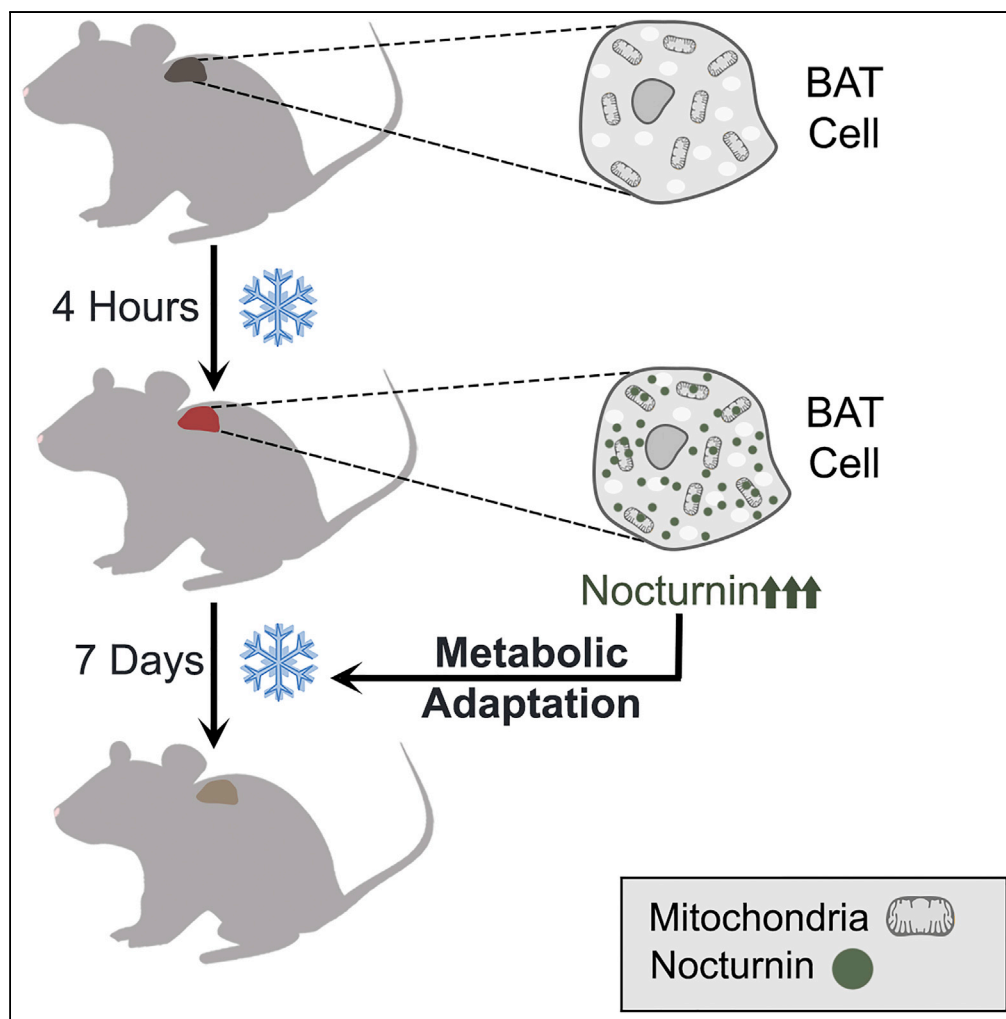 BAT
Cell
4 Hours
BAT
Cell
Nocturnin
7 Days
Metabolic
Adaptation
Mitochondria
Nocturnin